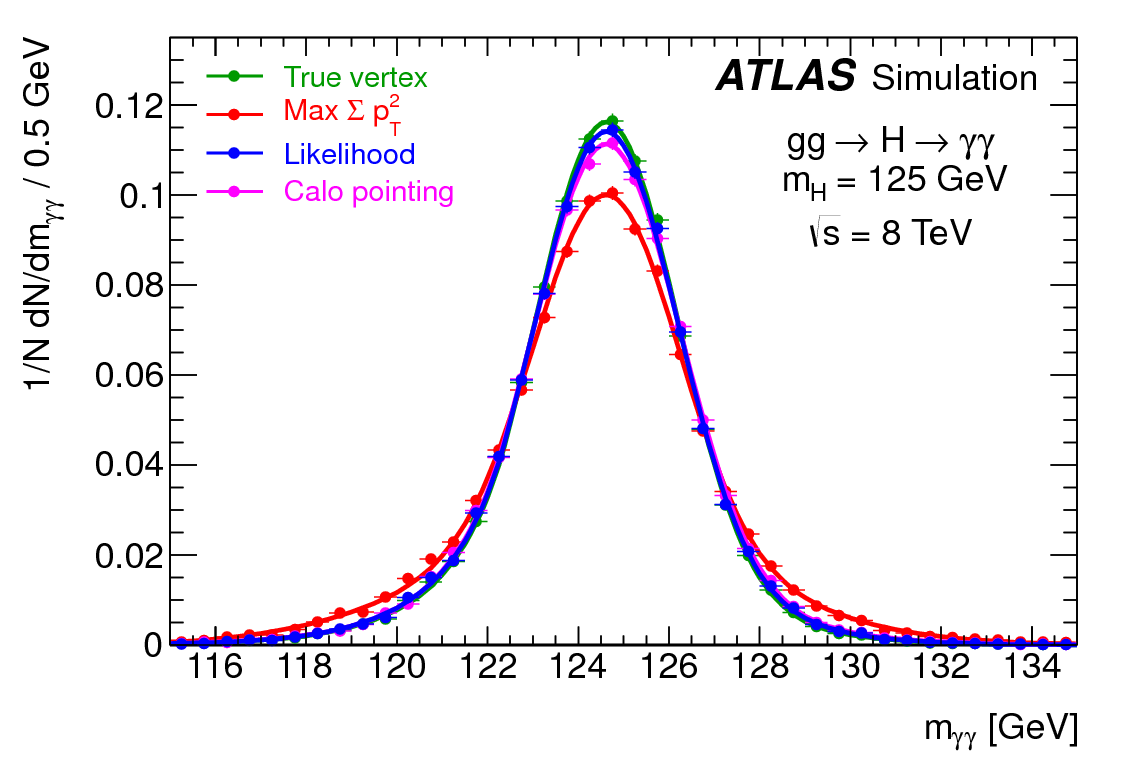 1/N dN/dmγγ / 0.5 GeV
0.12
0.1
0.08
0.06
0.04
0.02
0
True vertex
Max Σ p_T^2
Likelihood
Calo pointing
ATLAS Simulation
gg → H → γγ
m_H = 125 GeV
√s = 8 TeV
116 118 120 122 124 126 128 130 132 134
mγγ [GeV]